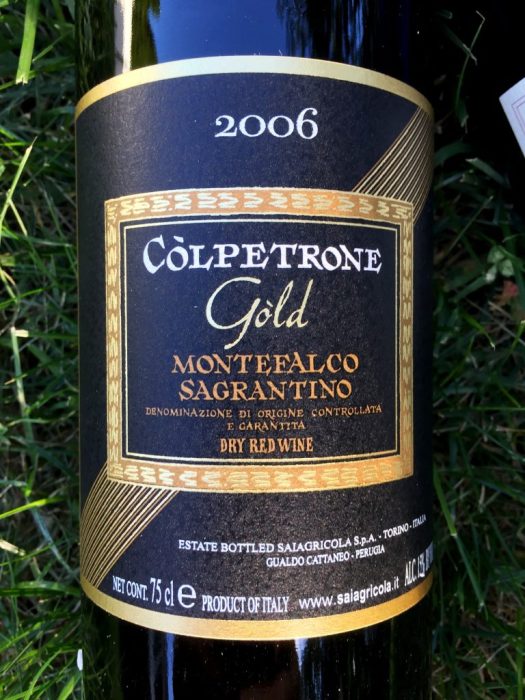 2006
CÒLPETRONE
Gòld
MONTEFALCO
SAGRANTINO
DENOMINAZIONE DI ORIGINE CONTROLLATA
E GARANTITA
DRY RED WINE
ESTATE BOTTLED SAIAGRICOLA S.p.A. - TORINO - ITALIA
GUALDO CATTANEO - PERUGIA
NET CONT. 75 cl e PRODUCT OF ITALY www.saiagricola.it ALC.